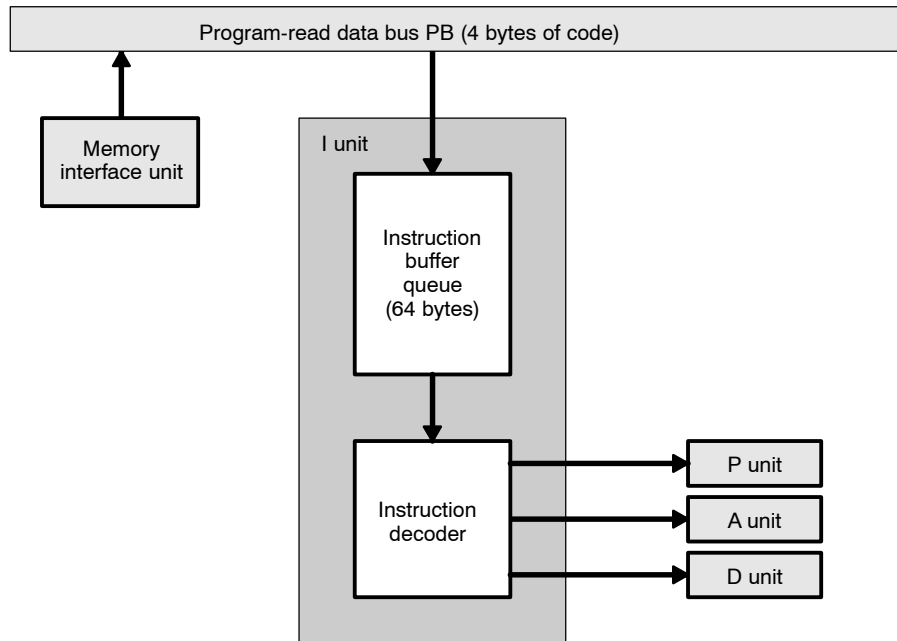 Program-read data bus PB (4 bytes of code)
Memory
interface unit
I unit
Instruction
buffer
queue
(64 bytes)
Instruction
decoder
P unit
A unit
D unit